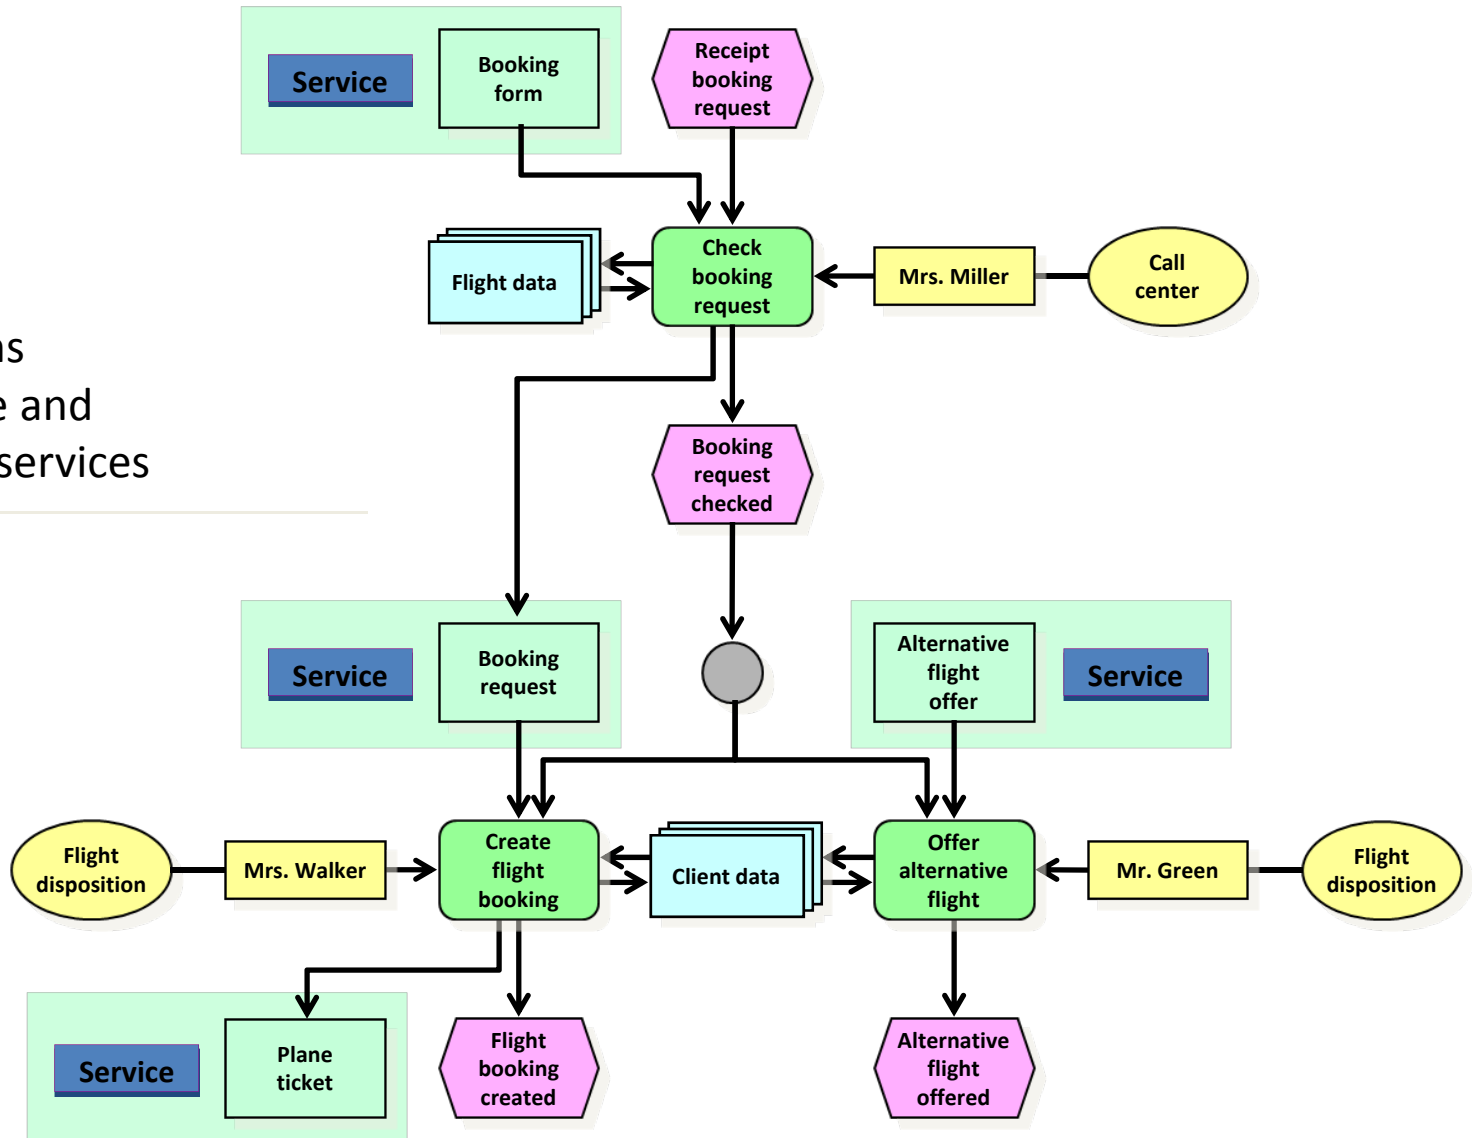 Service
Booking
form
Receipt
booking
request
Flight data
Check
booking
request
Mrs. Miller
Call
center
e and
services
Booking
request
checked
Service
Booking
request
Alternative
flight
offer
Service
Flight
disposition
Mrs. Walker
Create
flight
booking
Client data
Offer
alternative
flight
Mr. Green
Flight
disposition
Service
Plane
ticket
Flight
booking
created
Alternative
flight
offered